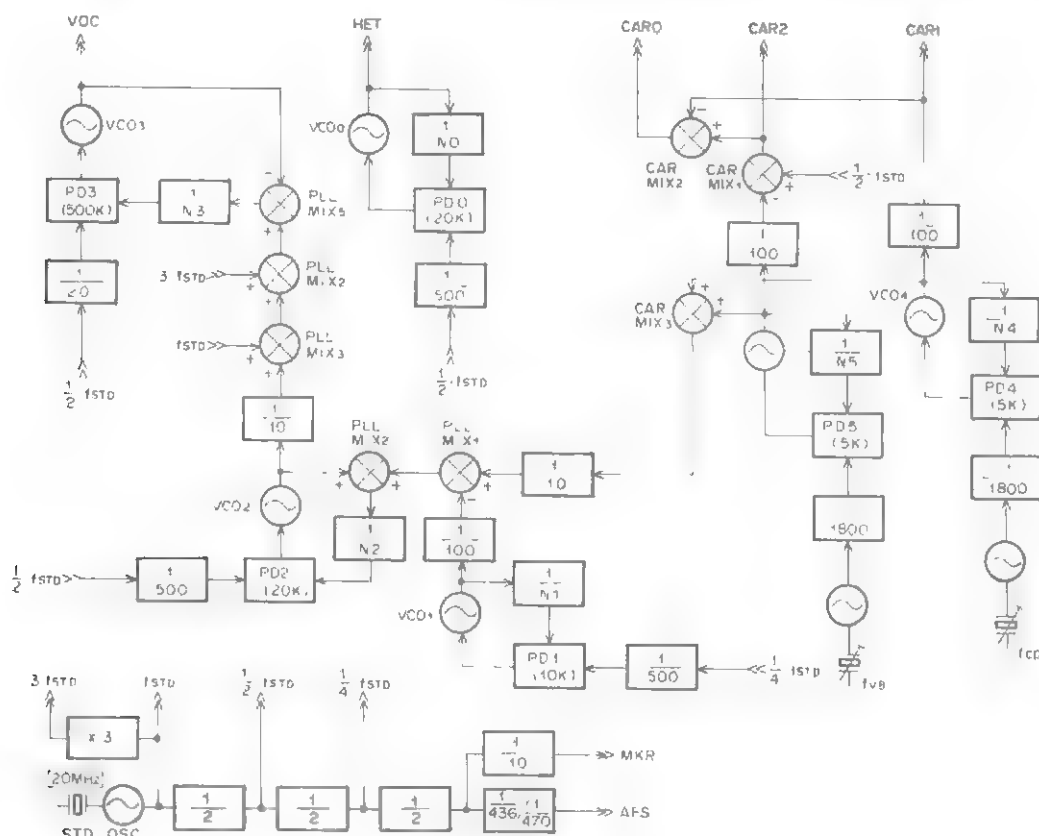 VOC
HET
CAR0
CAR2
CAR1
VCO3
VCO0
1
N0
CAR
MIX2
CAR
MIX1
1/2 · fSTD
PD3
(500K)
1
N3
PLL
MIX5
PD0
(20K)
1
100
1
100
1
20
3 fSTD
PLL
MIX2
1
500
CAR
MIX3
VCO4
1
N4
fSTD
PLL
MIX3
1
N5
1/2 fSTD
1/2 · fSTD
PD4
(5K)
1
10
PLL
MIX2
PLL
MIX1
PD5
(5K)
1
10
1
1800
VCO2
1
N2
1
100
1800
1/2 fSTD
1
500
PD2
(20K)
1
N1
VCO1
PD1
(10K)
1
500
1/4 fSTD
fVB
fCP
3 fSTD
fSTD
1/2 fSTD
1/4 fSTD
x 3
1
10
MKR
(20MHz)
1
2
1
2
1
2
1/436, 1/470
AFS
STD OSC